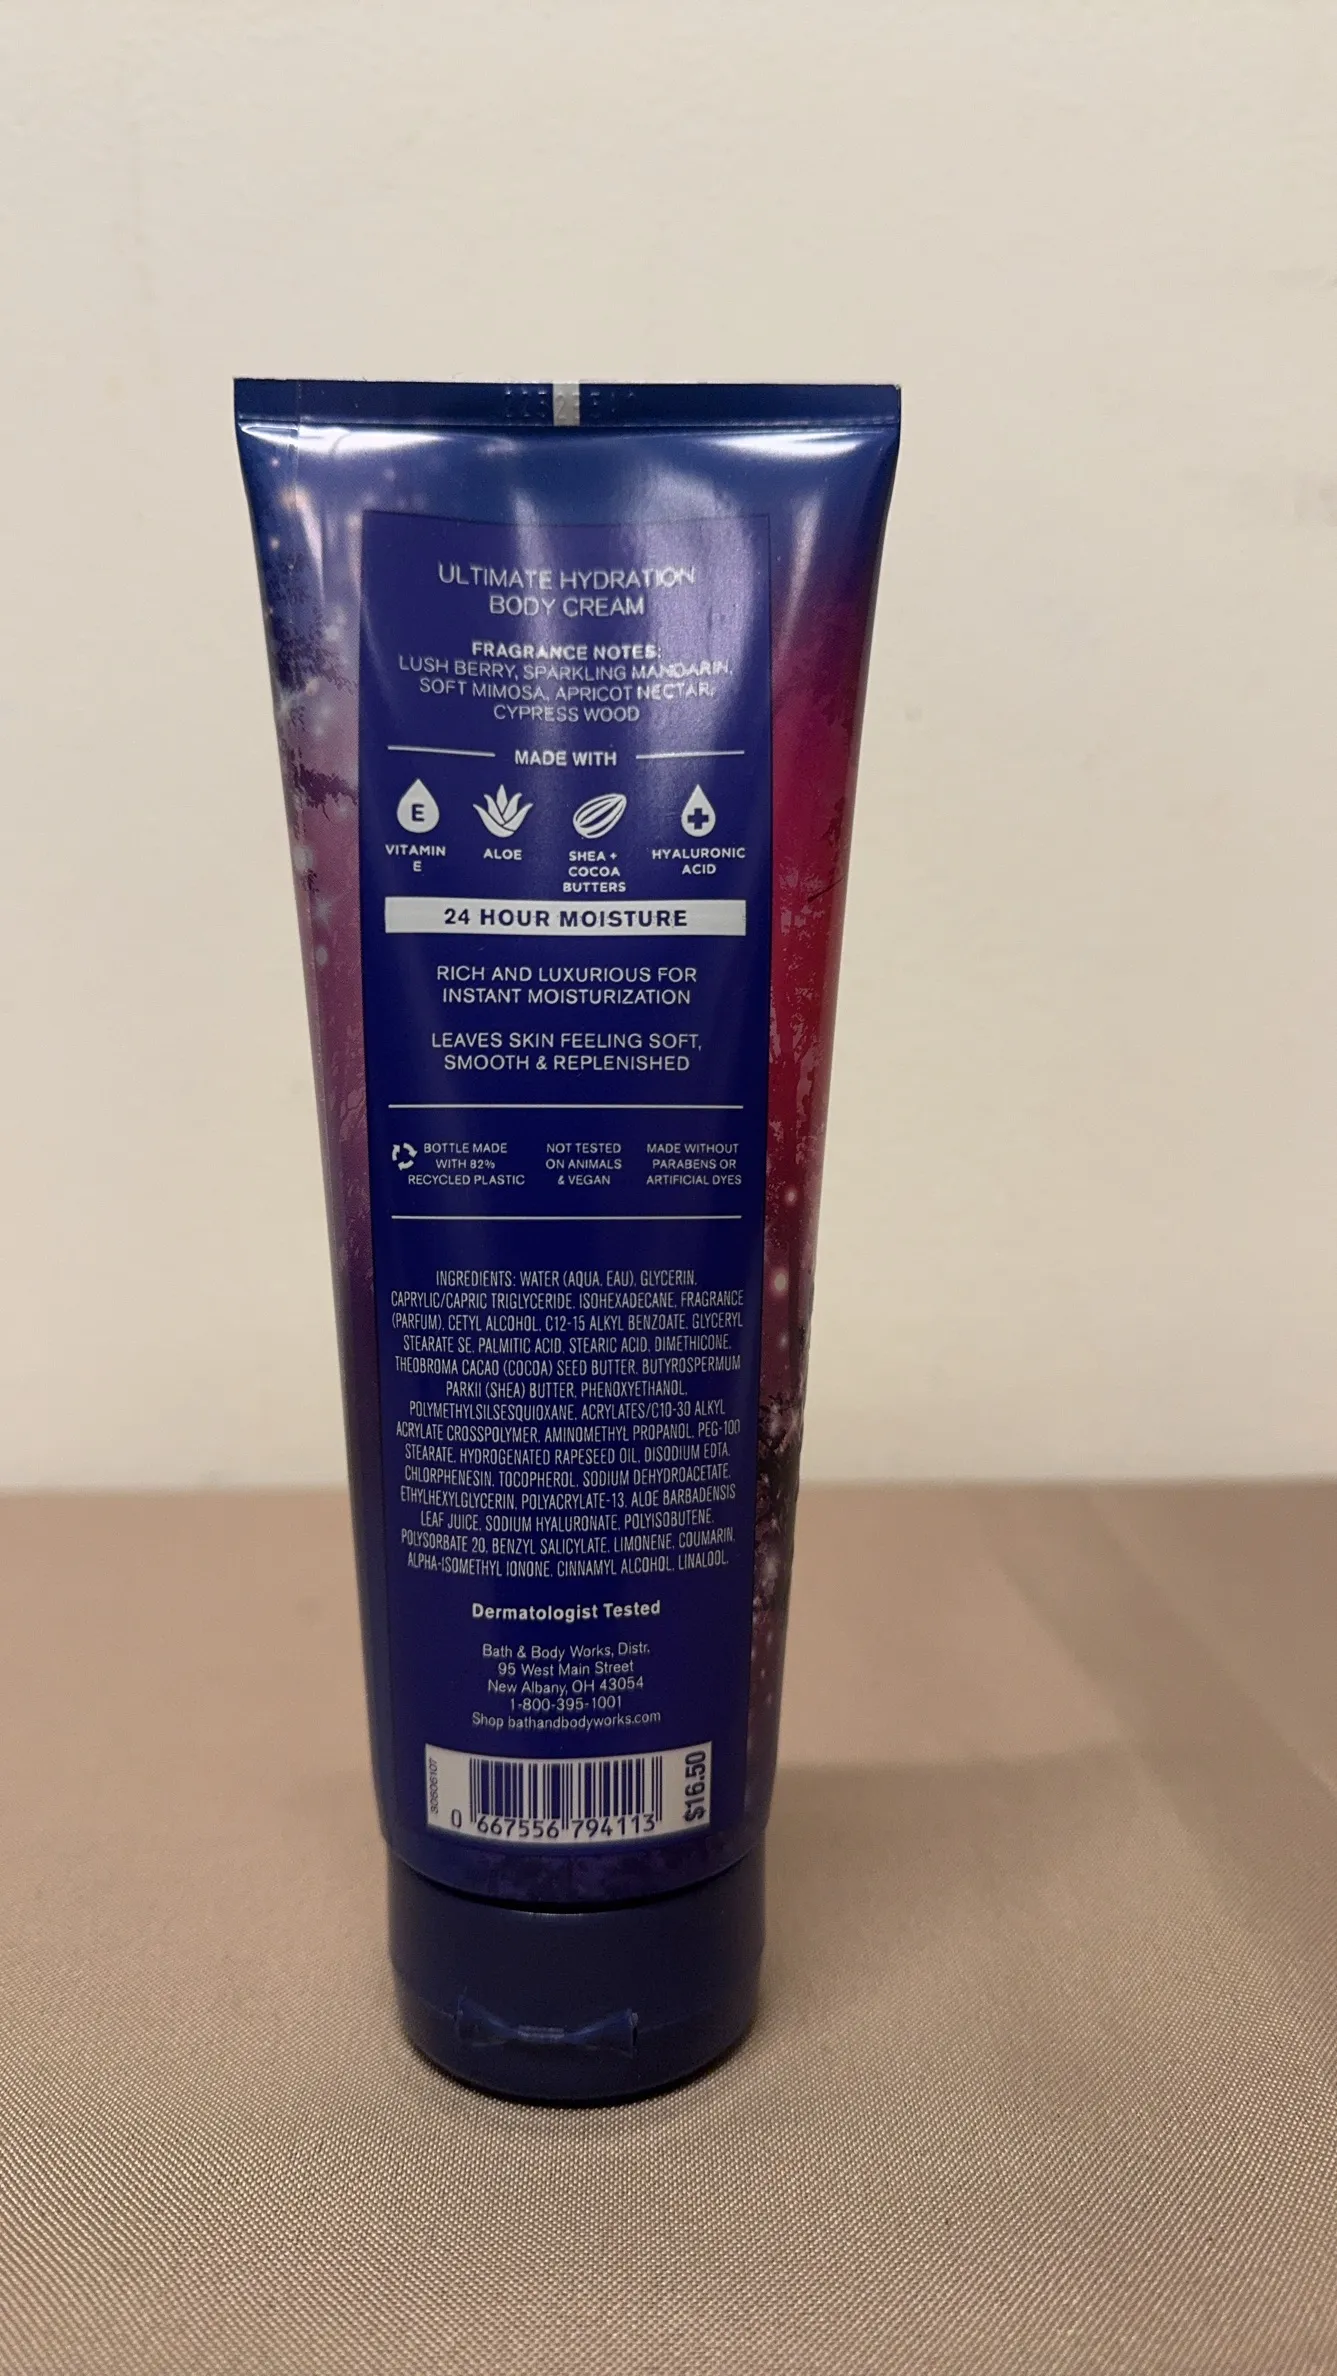 ULTIMATE HYDRATION
BODY CREAM
FRAGRANCE NOTES:
LUSH BERRY, SPARKLING MANDARIN,
SOFT MIMOSA, APRICOT NECTAR,
CYPRESS WOOD
MADE WITH
E
VITAMIN
E
ALOE
SHEA +
COCOA
BUTTERS
HYALURONIC
ACID
24 HOUR MOISTURE
RICH AND LUXURIOUS FOR
INSTANT MOISTURIZATION
LEAVES SKIN FEELING SOFT,
SMOOTH & REPLENISHED
BOTTLE MADE
WITH 82%
RECYCLED PLASTIC
NOT TESTED
ON ANIMALS
& VEGAN
MADE WITHOUT
PARABENS OR
ARTIFICIAL DYES
INGREDIENTS: WATER (AQUA, EAU), GLYCERIN,
CAPRYLIC/CAPRIC TRIGLYCERIDE, ISOHEXADECANE, FRAGRANCE
(PARFUM), CETYL ALCOHOL, C12-15 ALKYL BENZOATE, GLYCERYL
STEARATE SE, PALMITIC ACID, STEARIC ACID, DIMETHICONE,
THEOBROMA CACAO (COCOA) SEED BUTTER, BUTYROSPERMUM
PARKII (SHEA) BUTTER, PHENOXYETHANOL,
POLYMETHYLSILSESQUIOXANE, ACRYLATES/C10-30 ALKYL
ACRYLATE CROSSPOLYMER, AMINOMETHYL PROPANOL, PEG-100
STEARATE, HYDROGENATED RAPESEED OIL, DISODIUM EDTA,
CHLORPHENESIN, TOCOPHEROL, SODIUM DEHYDROACETATE,
ETHYLHEXYLGLYCERIN, POLYACRYLATE-13, ALOE BARBADENSIS
LEAF JUICE, SODIUM HYALURONATE, POLYISOBUTENE,
POLYSORBATE 20, BENZYL SALICYLATE, LIMONENE, COUMARIN,
ALPHA-ISOMETHYL IONONE, CINNAMYL ALCOHOL, LINALOOL.
Dermatologist Tested
Bath & Body Works, Distr.
95 West Main Street
New Albany, OH 43054
1-800-395-1001
Shop bathandbodyworks.com
30606107
0 667556 794113
$16.50